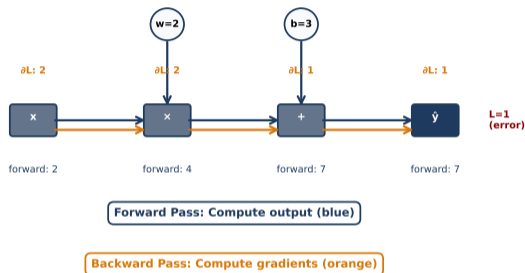 w=2
b=3
∂L: 2
∂L: 2
∂L: 1
∂L: 1
x
×
+
ŷ
L=1
(error)
forward: 2
forward: 4
forward: 7
forward: 7
Forward Pass: Compute output (blue)
Backward Pass: Compute gradients (orange)